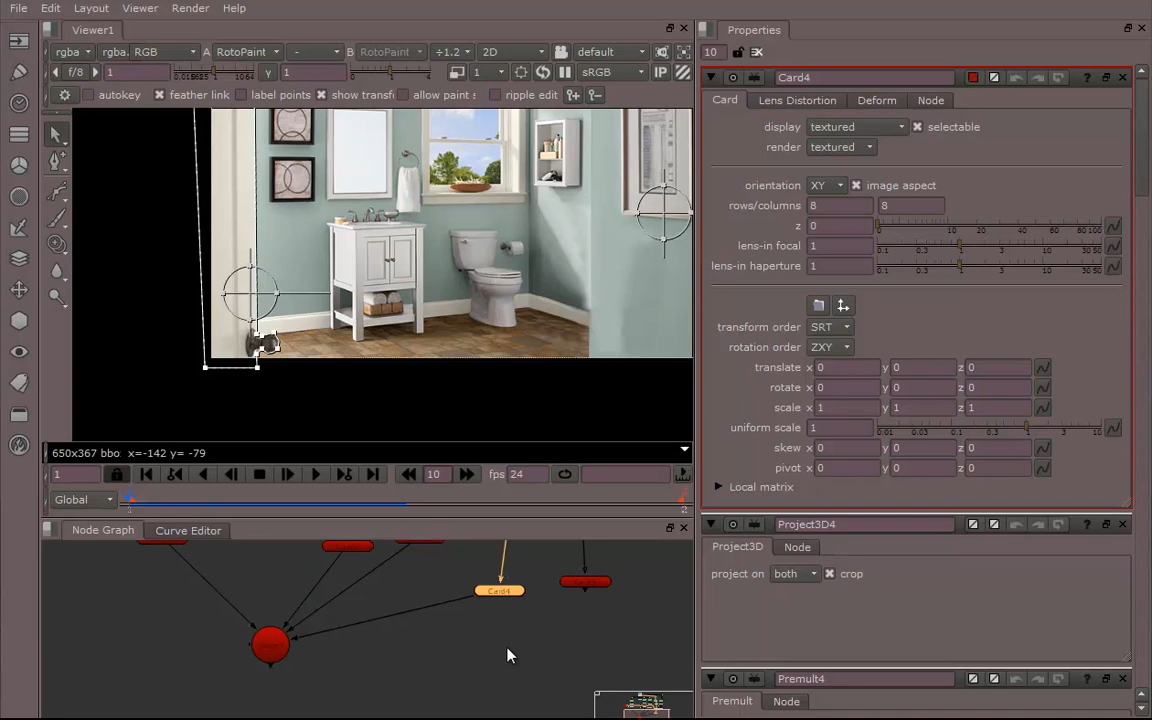 File Edit Layout Viewer Render Help
Viewer1
Properties
rgba rgba. RGB A RotoPaint - B RotoPaint ÷1.2 2D default
10
f/8 1 y 1 1 sRGB IP
Card4
autokey feather link label points show transf allow paint s ripple edit
Card Lens Distortion Deform Node
display textured selectable
render textured
orientation XY image aspect
rows/columns 8 8
z 0
lens-in focal 1
lens-in haperture 1
transform order SRT
rotation order ZXY
translate x 0 y 0 z 0
rotate x 0 y 0 z 0
scale x 1 y 1 z 1
uniform scale 1
skew x 0 y 0 z 0
pivot x 0 y 0 z 0
Local matrix
650x367 bbo: x=-142 y= -79
1 10 fps 24
Global 1 2
Node Graph Curve Editor
Project3D4
Project3D Node
project on both crop
Card4
Premult4
Premult Node